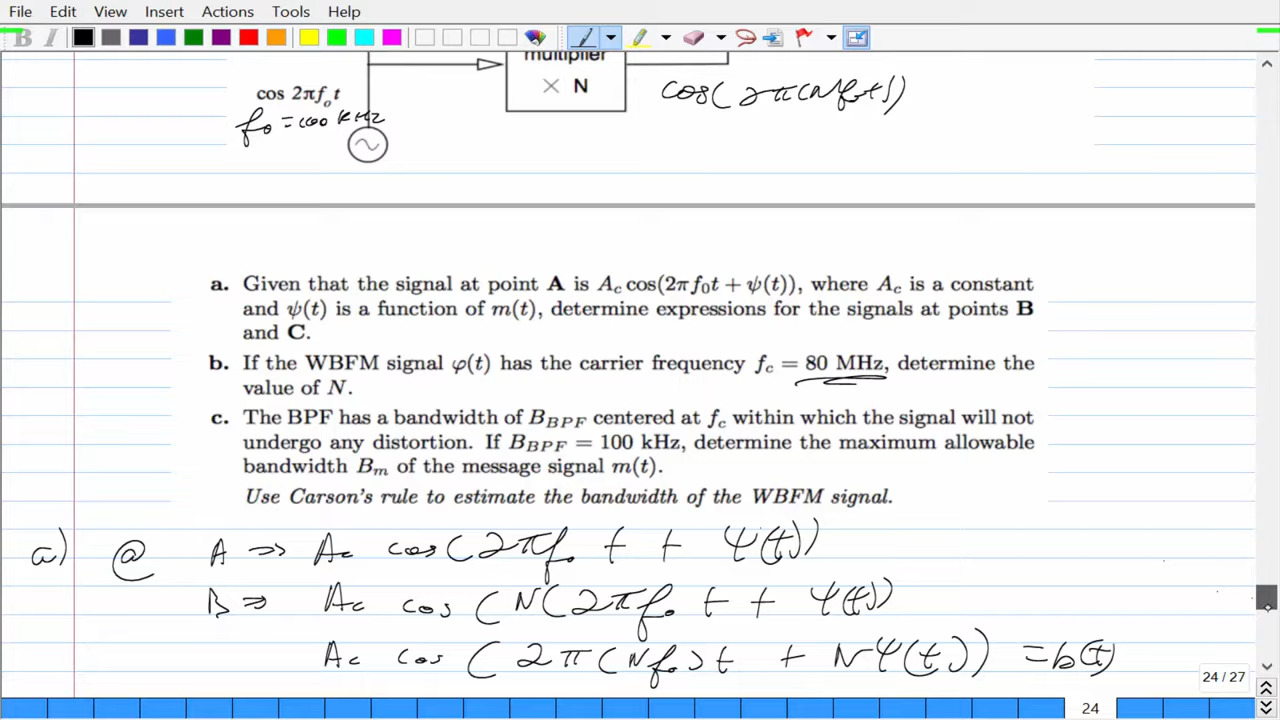 File Edit View Insert Actions Tools Help
B I
multiplier
× N
cos 2πf₀t
f₀ = 100 kHz
cos(2π(Nf₀t))
a. Given that the signal at point A is A_c cos(2πf₀t + ψ(t)), where A_c is a constant
and ψ(t) is a function of m(t), determine expressions for the signals at points B
and C.
b. If the WBFM signal φ(t) has the carrier frequency f_c = 80 MHz, determine the
value of N.
c. The BPF has a bandwidth of B_BPF centered at f_c within which the signal will not
undergo any distortion. If B_BPF = 100 kHz, determine the maximum allowable
bandwidth B_m of the message signal m(t).
Use Carson's rule to estimate the bandwidth of the WBFM signal.
a) @ A ⇒ Ac cos(2πf₀ t + Ψ(t))
B ⇒ Ac cos(N(2πf₀ t + Ψ(t))
Ac cos(2π(Nf₀)t + NΨ(t)) = b(t)
24 / 27
24